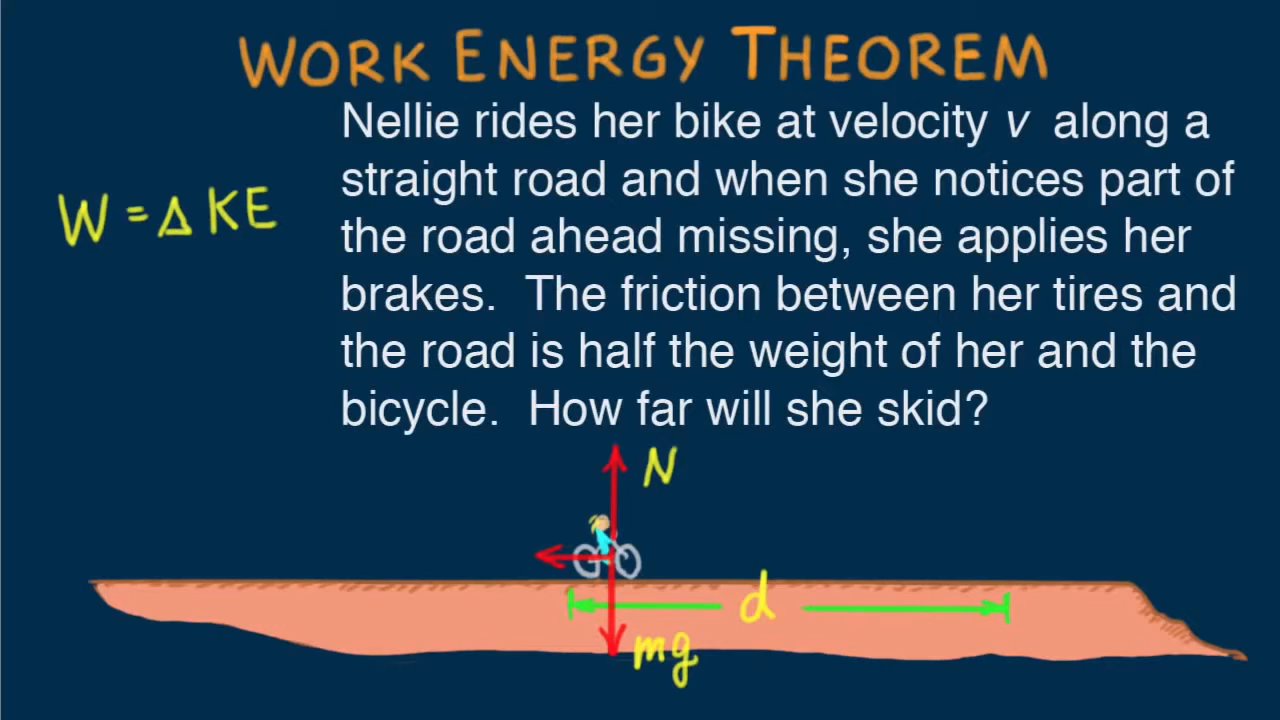 WORK ENERGY THEOREM
Nellie rides her bike at velocity v along a
straight road and when she notices part of
the road ahead missing, she applies her
brakes. The friction between her tires and
the road is half the weight of her and the
bicycle. How far will she skid?
W = Δ KE
N
d
mg